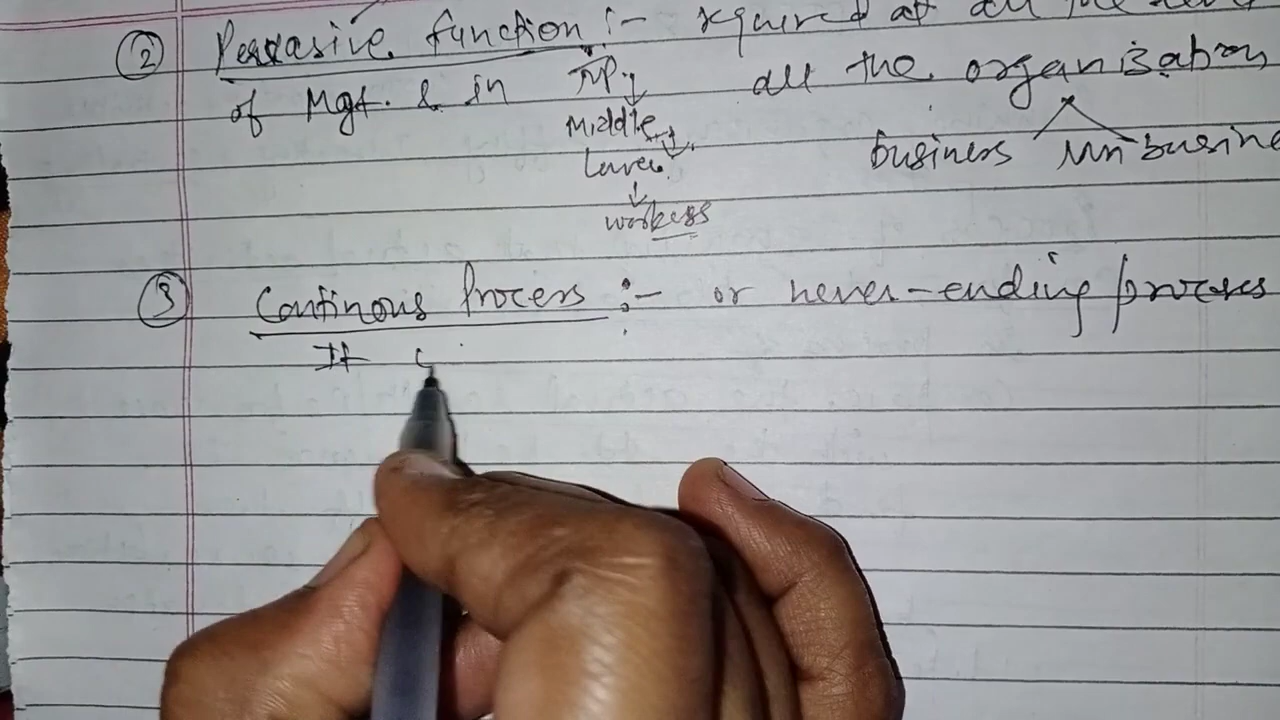 ② Pervasive function :- required at all the level
of Mgt. & in Top all the organisation
Middle
Lower
business business
workers
③ Continous Process :- or never-ending process
It